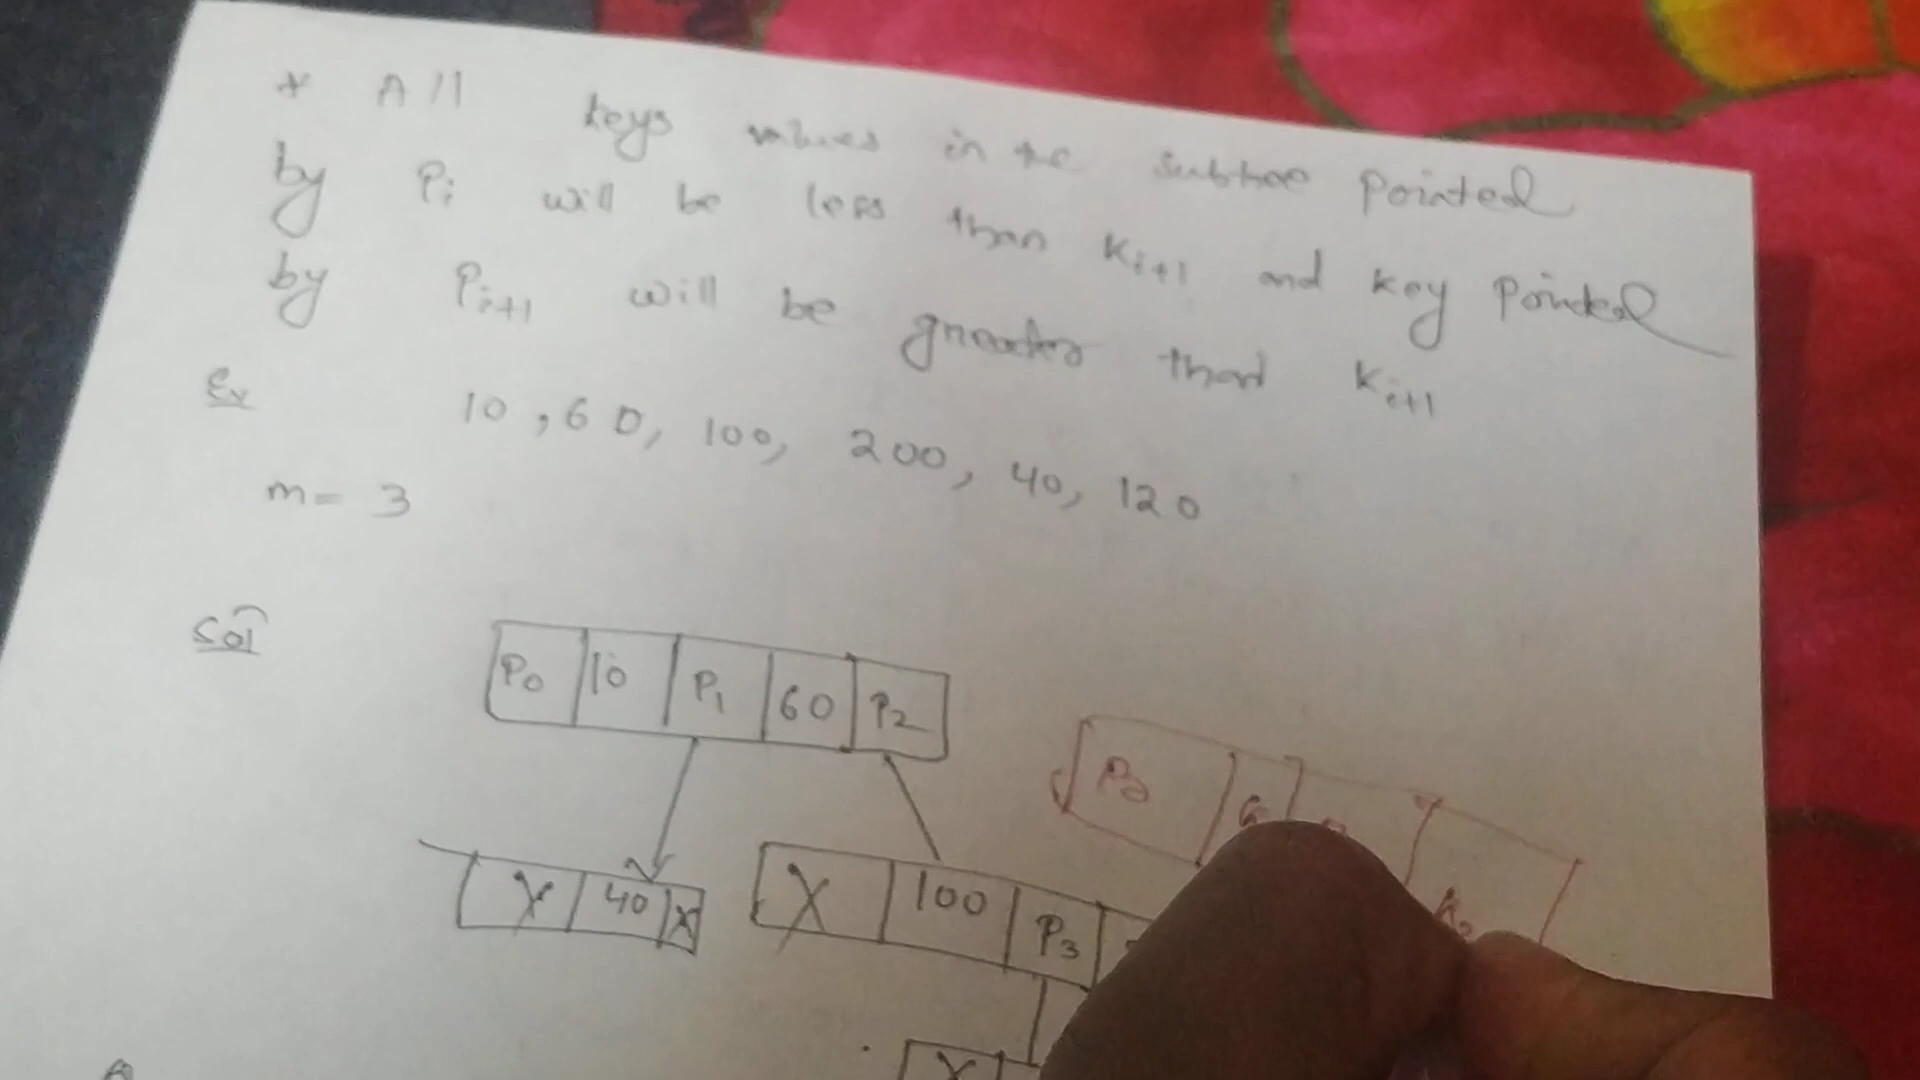 * All keys values in the subtree pointed
by Pi will be less than Ki+1 and key pointed
by Pi+1 will be greater than Ki+1
Ex 10, 60, 100, 200, 40, 120
m = 3
Sol
P0 10 P1 60 P2
P0
X 40 X
X 100 P3
X